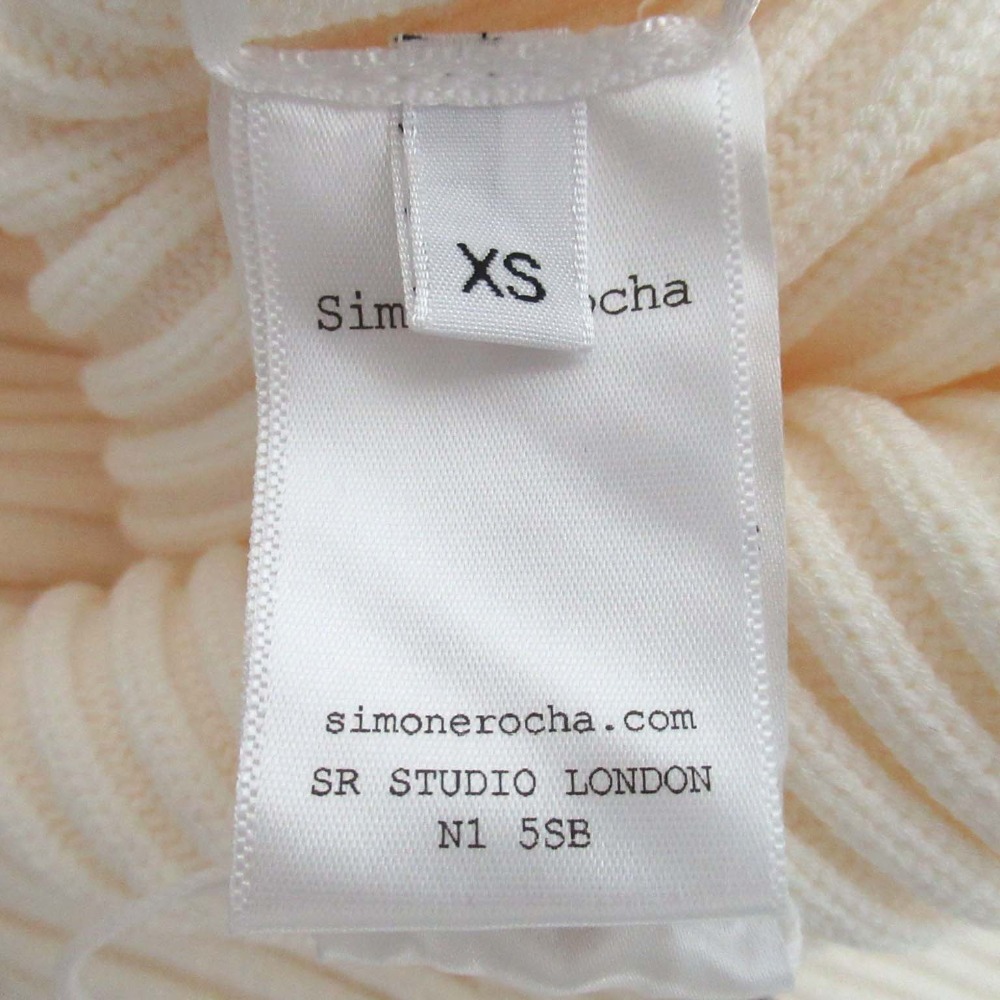 XS
Sim ocha
simonerocha.com
SR STUDIO LONDON
N1 5SB